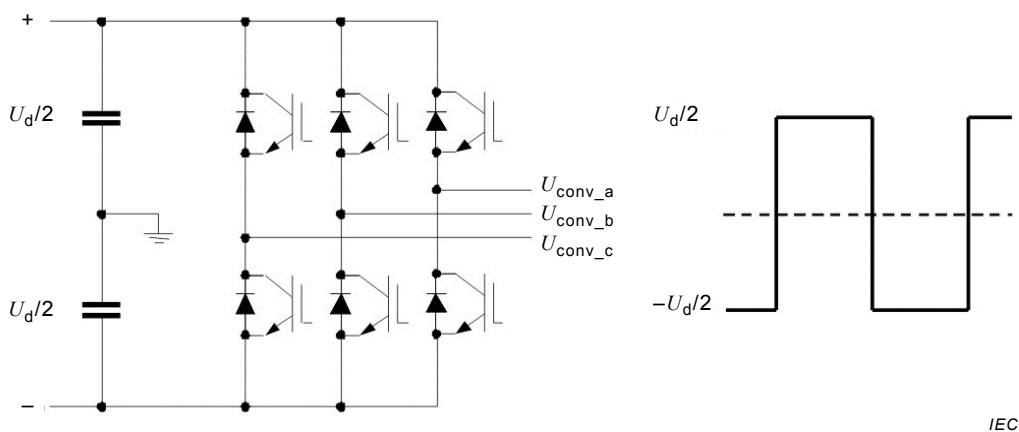 +
U_d/2
U_conv_a
U_conv_b
U_conv_c
U_d/2
–
U_d/2
–U_d/2
IEC